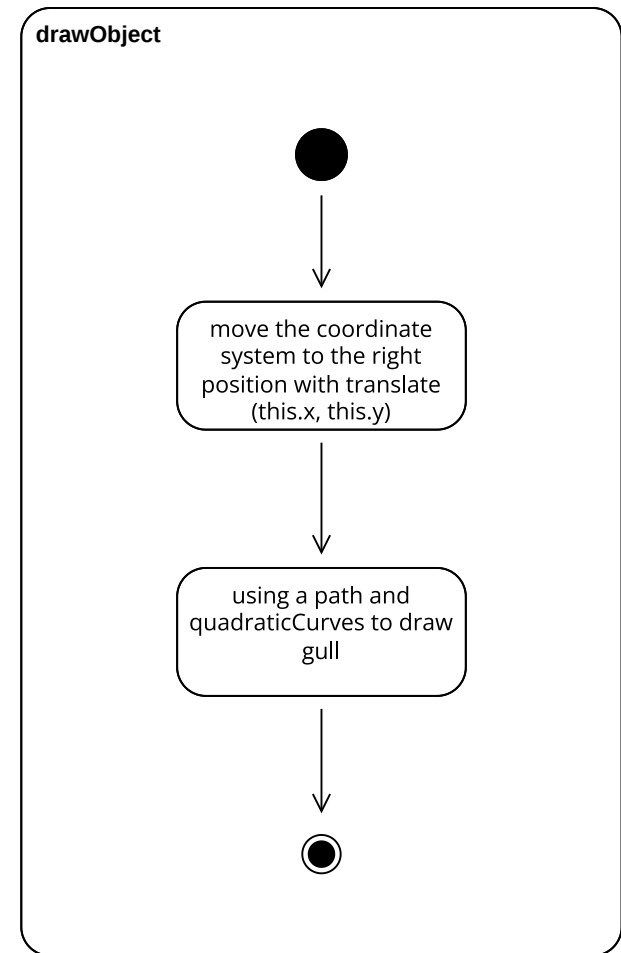 drawObject
move the coordinate
system to the right
position with translate
(this.x, this.y)
using a path and
quadraticCurves to draw
gull